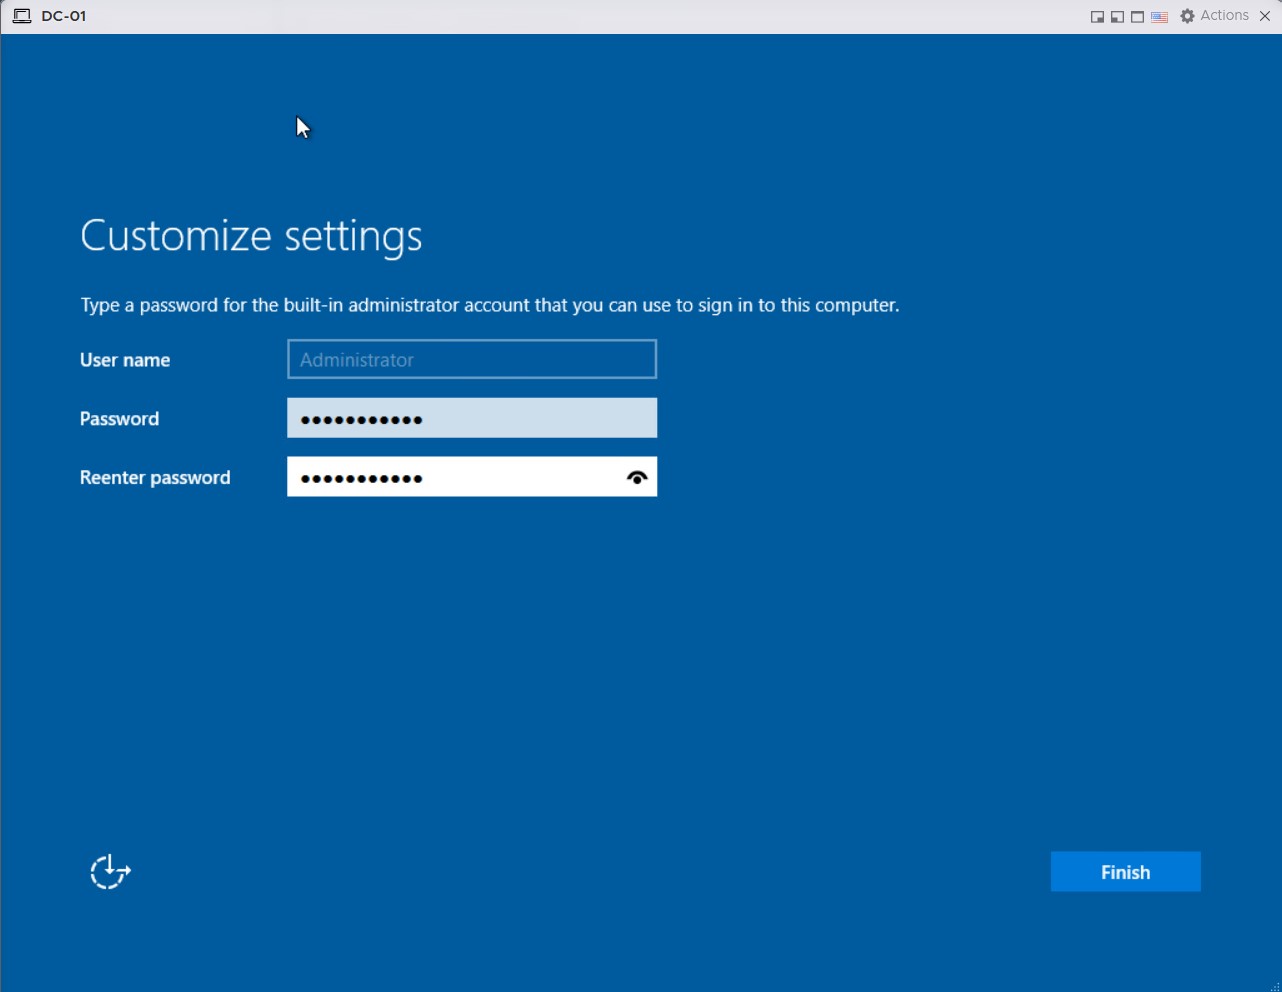 DC-01
Actions
Customize settings
Type a password for the built-in administrator account that you can use to sign in to this computer.
User name
Administrator
Password
●●●●●●●●●●●
Reenter password
●●●●●●●●●●●
Finish